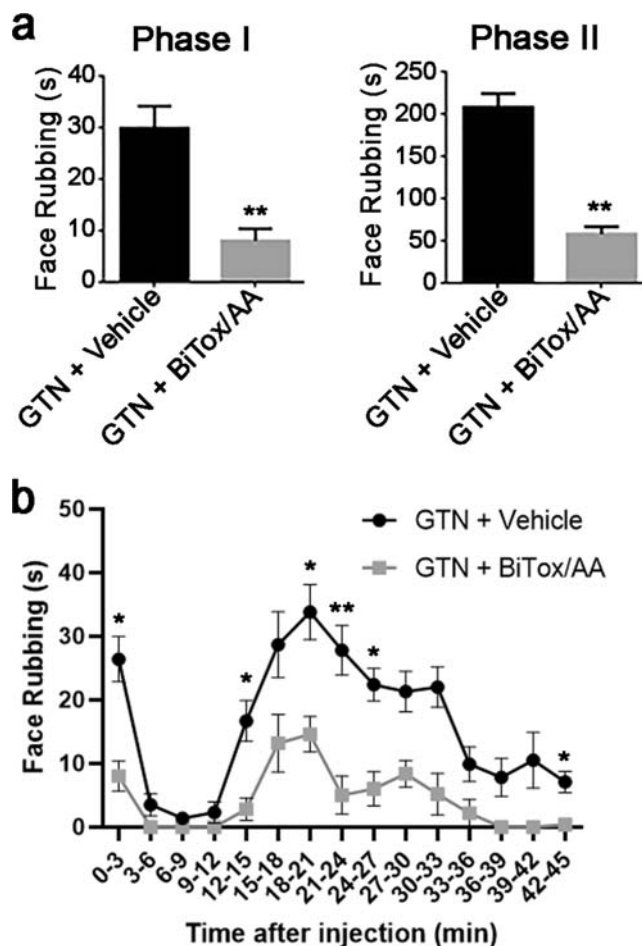 a
Phase I
Face Rubbing (s)
40
30
20
10
0
**
GTN + Vehicle
GTN + BiTox/AA
Phase II
Face Rubbing (s)
250
200
150
100
50
0
**
GTN + Vehicle
GTN + BiTox/AA
b
Face Rubbing (s)
50
40
30
20
10
0
GTN + Vehicle
GTN + BiTox/AA
*
*
*
**
*
*
0-3
3-6
6-9
9-12
12-15
15-18
18-21
21-24
24-27
27-30
30-33
33-36
36-39
39-42
42-45
Time after injection (min)